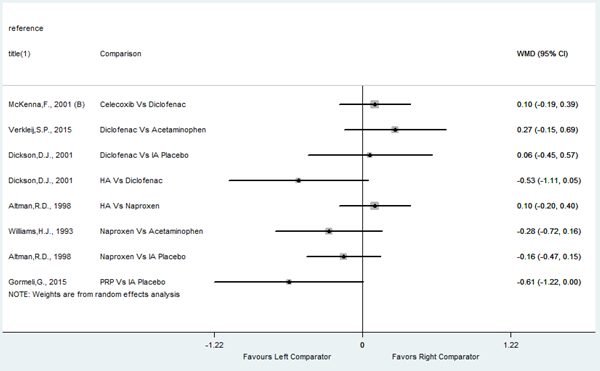 reference
title(1) Comparison WMD (95% CI)
McKenna,F., 2001 (B) Celecoxib Vs Diclofenac 0.10 (-0.19, 0.39)
Verkleij,S.P., 2015 Diclofenac Vs Acetaminophen 0.27 (-0.15, 0.69)
Dickson,D.J., 2001 Diclofenac Vs IA Placebo 0.06 (-0.45, 0.57)
Dickson,D.J., 2001 HA Vs Diclofenac -0.53 (-1.11, 0.05)
Altman,R.D., 1998 HA Vs Naproxen 0.10 (-0.20, 0.40)
Williams,H.J., 1993 Naproxen Vs Acetaminophen -0.28 (-0.72, 0.16)
Altman,R.D., 1998 Naproxen Vs IA Placebo -0.16 (-0.47, 0.15)
Gormeli,G., 2015 PRP Vs IA Placebo -0.61 (-1.22, 0.00)
NOTE: Weights are from random effects analysis
-1.22 0 1.22
Favours Left Comparator Favors Right Comparator